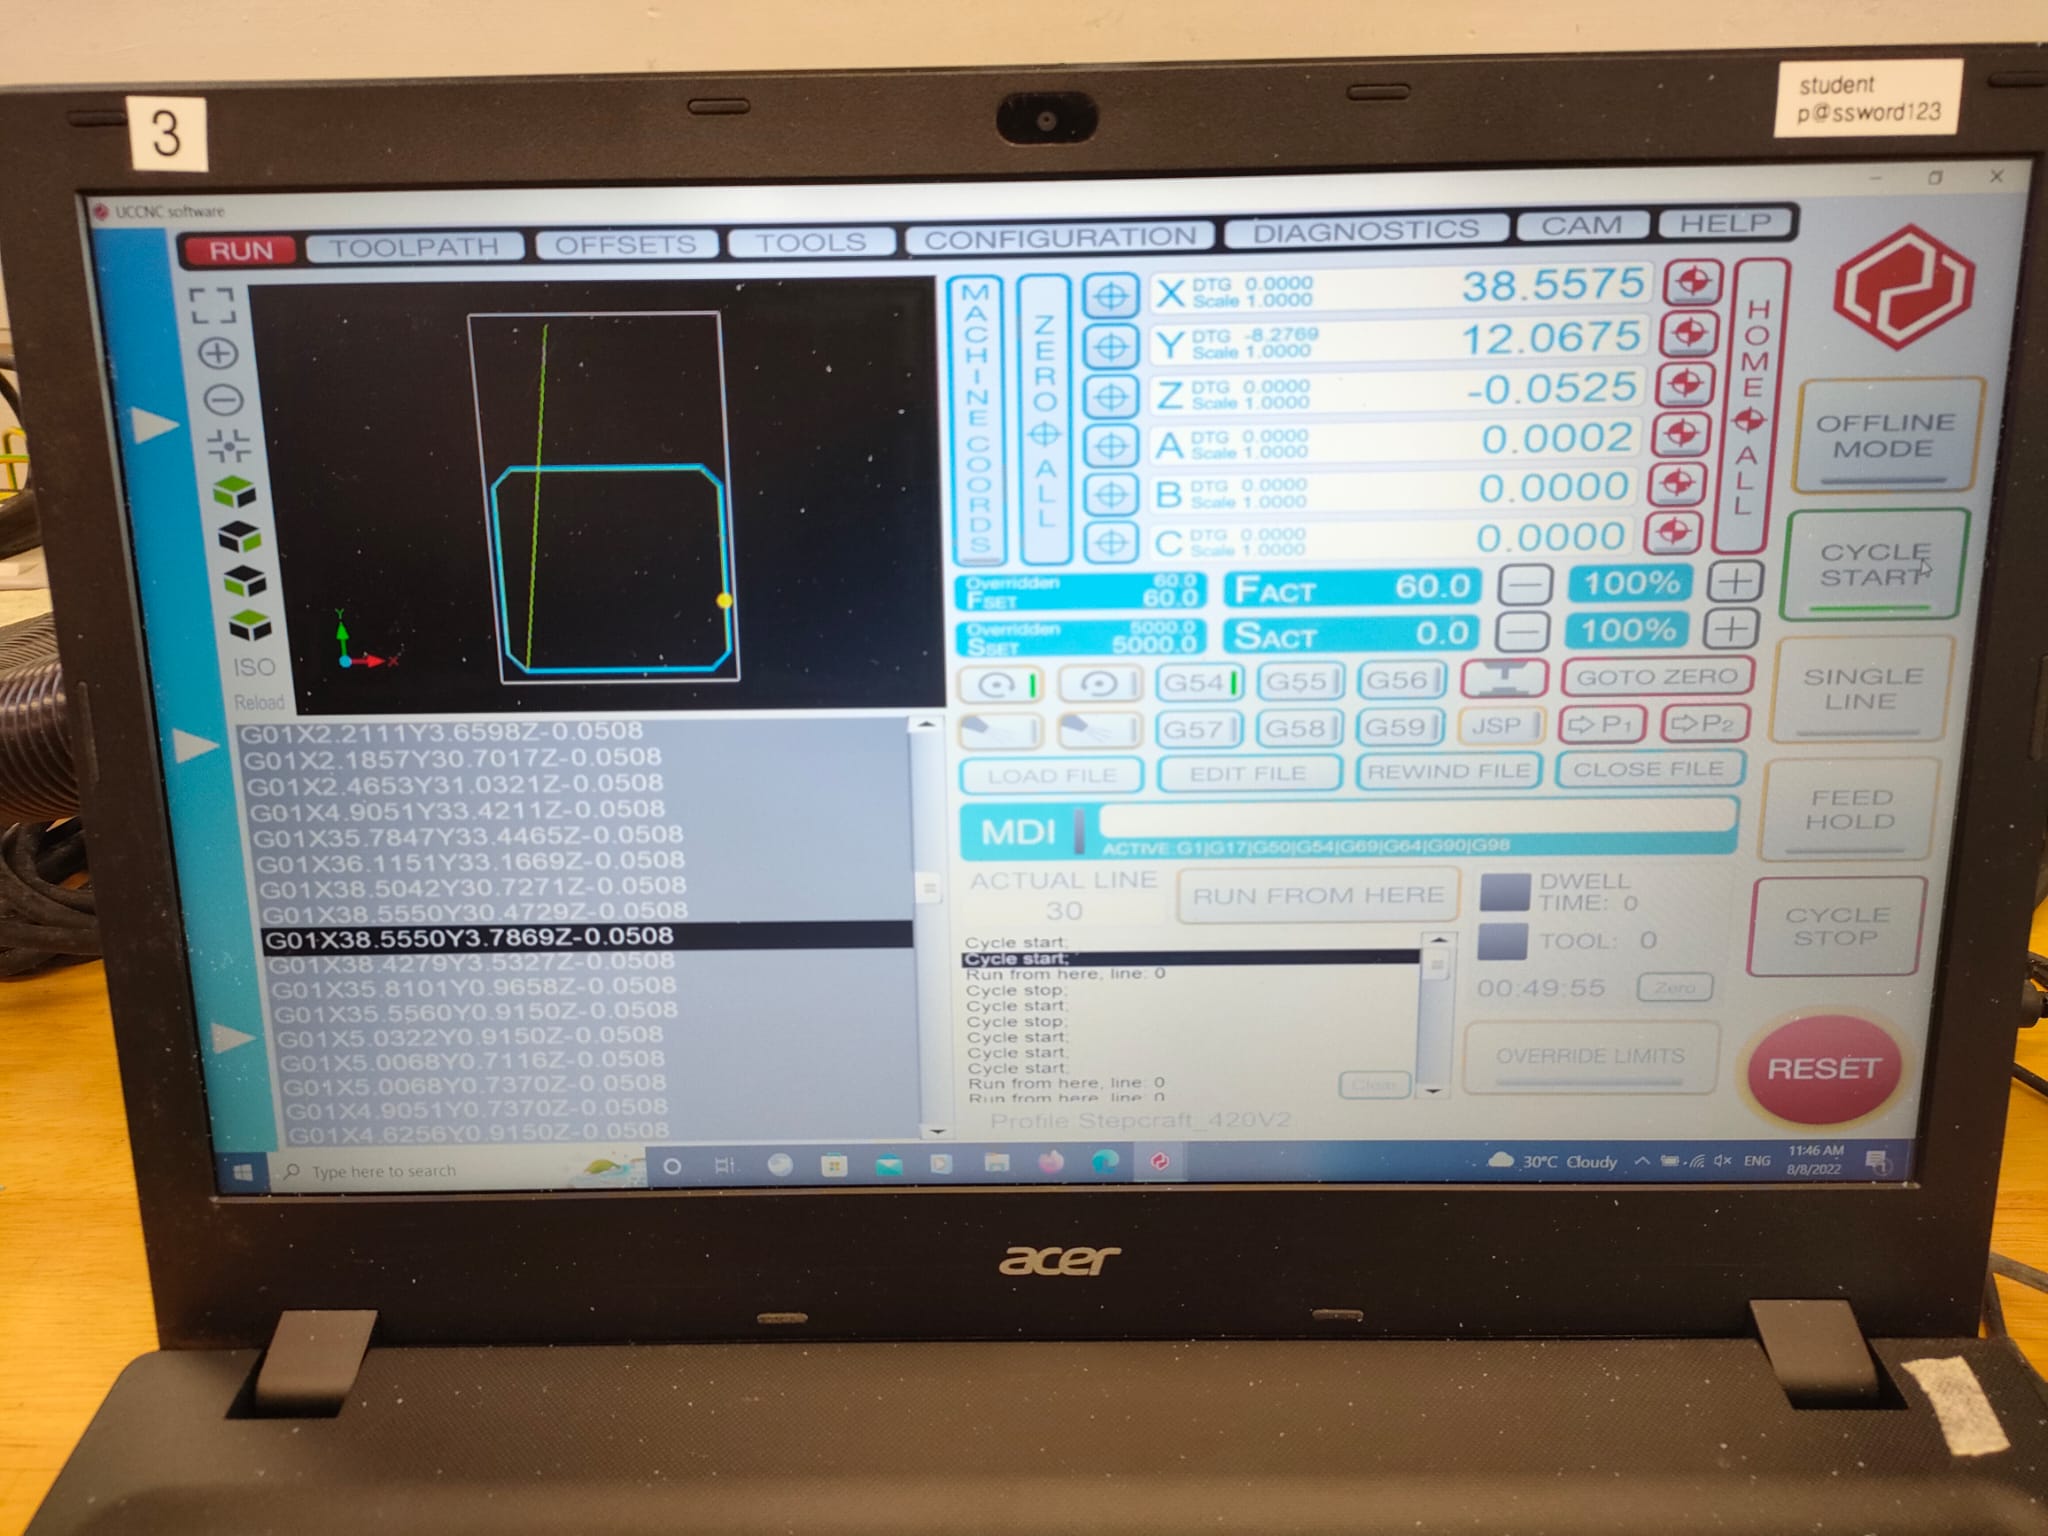 3
student
p@ssword123
UCCNC software
RUN
TOOLPATH
OFFSETS
TOOLS
CONFIGURATION
DIAGNOSTICS
CAM
HELP
MACHINE COORDS
ZERO ALL
X DTG 0.0000 38.5575
Scale 1.0000
Y DTG -8.2769 12.0675
Scale 1.0000
Z DTG 0.0000 -0.0525
Scale 1.0000
A DTG 0.0000 0.0002
Scale 1.0000
B DTG 0.0000 0.0000
Scale 1.0000
C DTG 0.0000 0.0000
Scale 1.0000
HOME ALL
OFFLINE
MODE
CYCLE
START
SINGLE
LINE
FEED
HOLD
CYCLE
STOP
RESET
Y
X
ISO
Reload
Overridden 60.0
FSET 60.0
FACT 60.0
100%
Overridden 5000.0
SSET 5000.0
SACT 0.0
100%
G54 G55 G56
GOTO ZERO
G57 G58 G59 JSP P1 P2
LOAD FILE EDIT FILE REWIND FILE CLOSE FILE
MDI
ACTIVE:G1|G17|G50|G54|G69|G64|G90|G98
G01X2.2111Y3.6598Z-0.0508
G01X2.1857Y30.7017Z-0.0508
G01X2.4653Y31.0321Z-0.0508
G01X4.9051Y33.4211Z-0.0508
G01X35.7847Y33.4465Z-0.0508
G01X36.1151Y33.1669Z-0.0508
G01X38.5042Y30.7271Z-0.0508
G01X38.5550Y30.4729Z-0.0508
G01X38.5550Y3.7869Z-0.0508
G01X38.4279Y3.5327Z-0.0508
G01X35.8101Y0.9658Z-0.0508
G01X35.5560Y0.9150Z-0.0508
G01X5.0322Y0.9150Z-0.0508
G01X5.0068Y0.7116Z-0.0508
G01X5.0068Y0.7370Z-0.0508
G01X4.9051Y0.7370Z-0.0508
G01X4.6256Y0.9150Z-0.0508
ACTUAL LINE
30
RUN FROM HERE
DWELL
TIME: 0
TOOL: 0
00:49:55
Zero
OVERRIDE LIMITS
Cycle start;
Cycle start;
Run from here, line: 0
Cycle stop;
Cycle start;
Cycle stop;
Cycle start;
Cycle start;
Cycle start;
Run from here, line: 0
Run from here, line: 0
Clear
Profile:Stepcraft_420V2
Type here to search
30°C Cloudy
ENG
11:46 AM
8/8/2022
1
acer